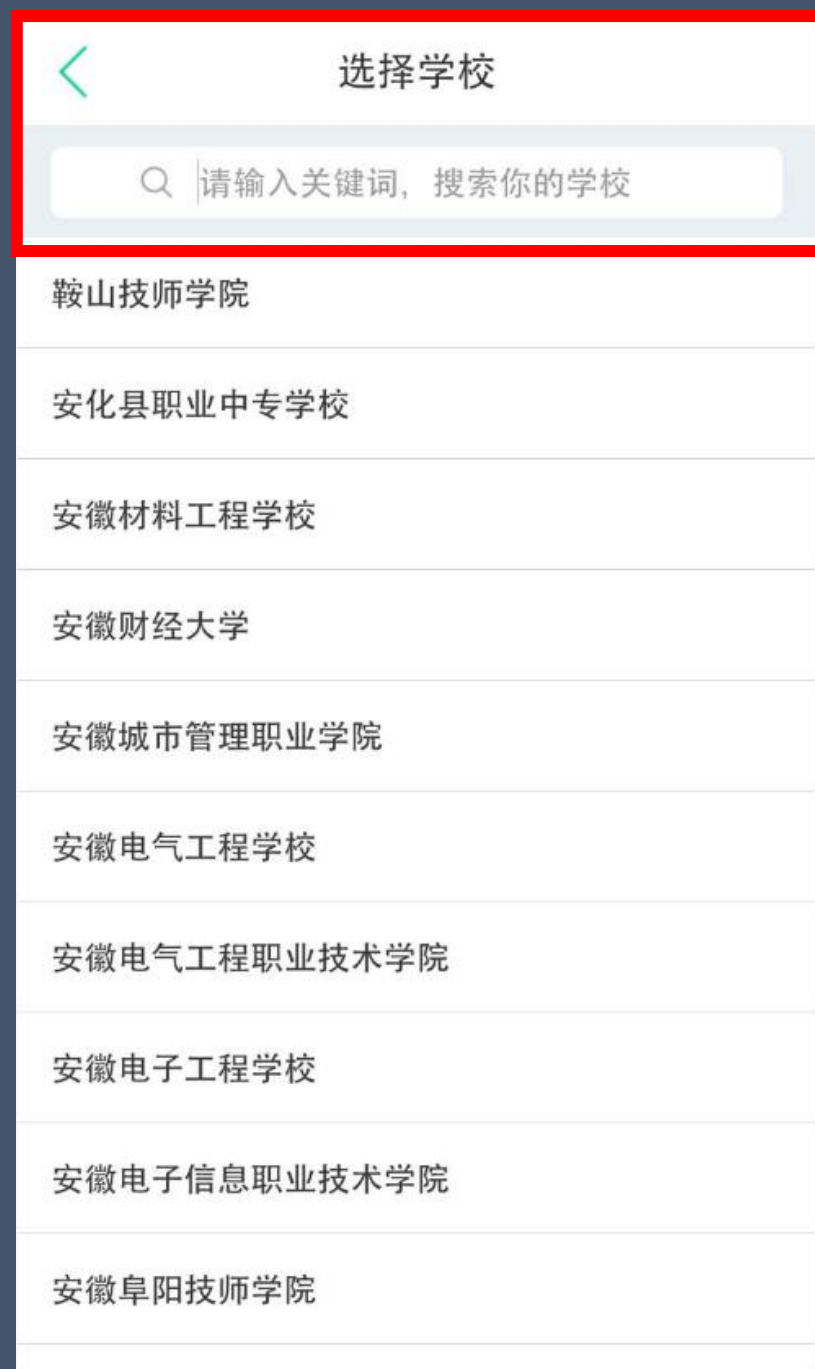 选择学校
请输入关键词，搜索你的学校
鞍山技师学院
安化县职业中专学校
安徽材料工程学校
安徽财经大学
安徽城市管理职业学院
安徽电气工程学校
安徽电气工程职业技术学院
安徽电子工程学校
安徽电子信息职业技术学院
安徽阜阳技师学院